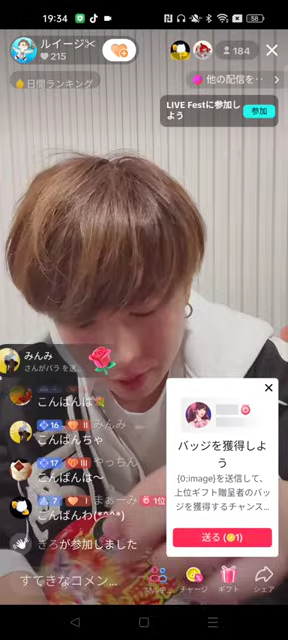 19:34
58
ルイージ
215
184
日間ランキング
他の配信を‥
LIVE Festに参加し
よう
参加
みんみ
さんがバラ を送…
こんばんは
16 II みんみ
こんばんちゃ
17 III やっちん
こんばんは〜
7 I まぁーみ 1位
こんばんわ(*^^*)
ぎろが参加しました
バッジを獲得しよ
う
{0:image}を送信して、
上位ギフト贈呈者のバッ
ジを獲得するチャンス...
送る(1)
すてきなコメン...
チャージ
ギフト
シェア